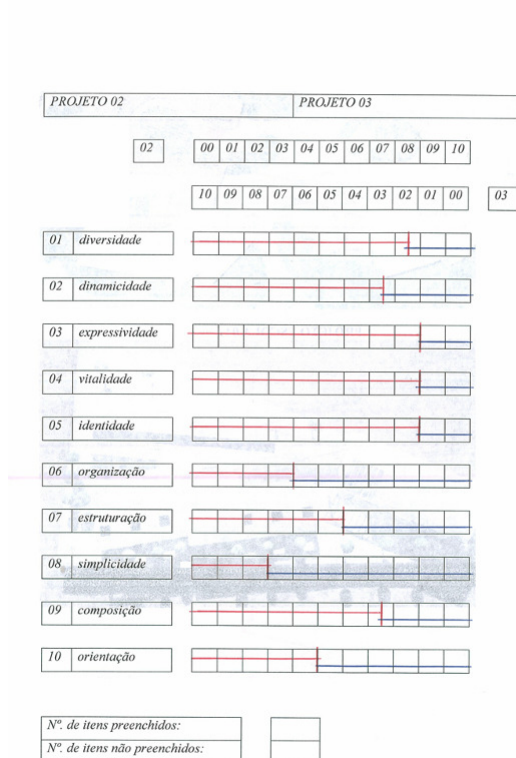 PROJETO 02 PROJETO 03
02 00 01 02 03 04 05 06 07 08 09 10
10 09 08 07 06 05 04 03 02 01 00 03
01 diversidade
02 dinamicidade
03 expressividade
04 vitalidade
05 identidade
06 organização
07 estruturação
08 simplicidade
09 composição
10 orientação
Nº. de itens preenchidos:
Nº. de itens não preenchidos: